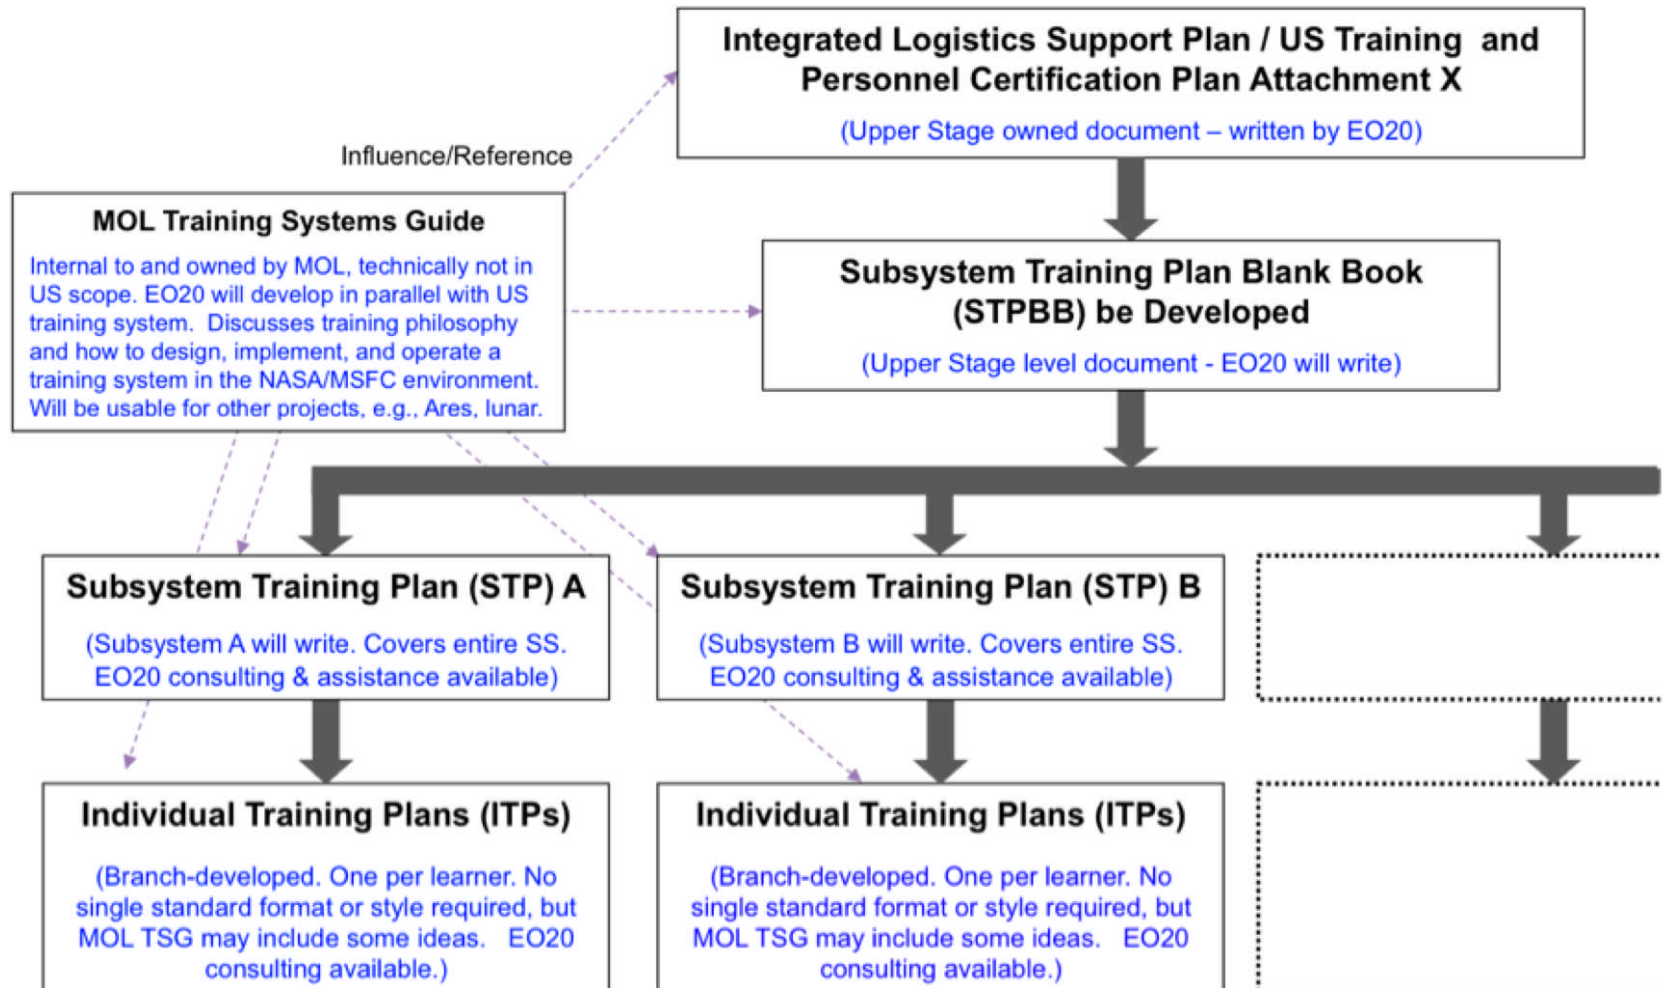 Integrated Logistics Support Plan / US Training and
Personnel Certification Plan Attachment X
(Upper Stage owned document – written by EO20)
Influence/Reference
MOL Training Systems Guide
Internal to and owned by MOL, technically not in
US scope. EO20 will develop in parallel with US
training system. Discusses training philosophy
and how to design, implement, and operate a
training system in the NASA/MSFC environment.
Will be usable for other projects, e.g., Ares, lunar.
Subsystem Training Plan Blank Book
(STPBB) be Developed
(Upper Stage level document - EO20 will write)
Subsystem Training Plan (STP) A
(Subsystem A will write. Covers entire SS.
EO20 consulting & assistance available)
Subsystem Training Plan (STP) B
(Subsystem B will write. Covers entire SS.
EO20 consulting & assistance available)
Individual Training Plans (ITPs)
(Branch-developed. One per learner. No
single standard format or style required, but
MOL TSG may include some ideas. EO20
consulting available.)
Individual Training Plans (ITPs)
(Branch-developed. One per learner. No
single standard format or style required, but
MOL TSG may include some ideas. EO20
consulting available.)